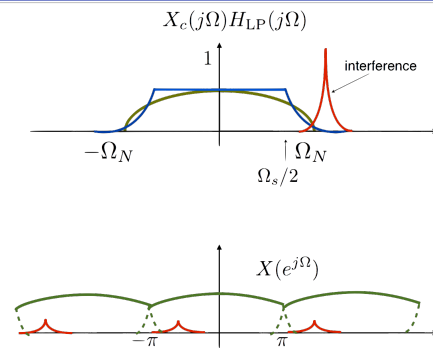 X_c(jΩ)H_LP(jΩ)
1
interference
−Ω_N
Ω_N
Ω_s/2
X(e^{jΩ})
−π
π